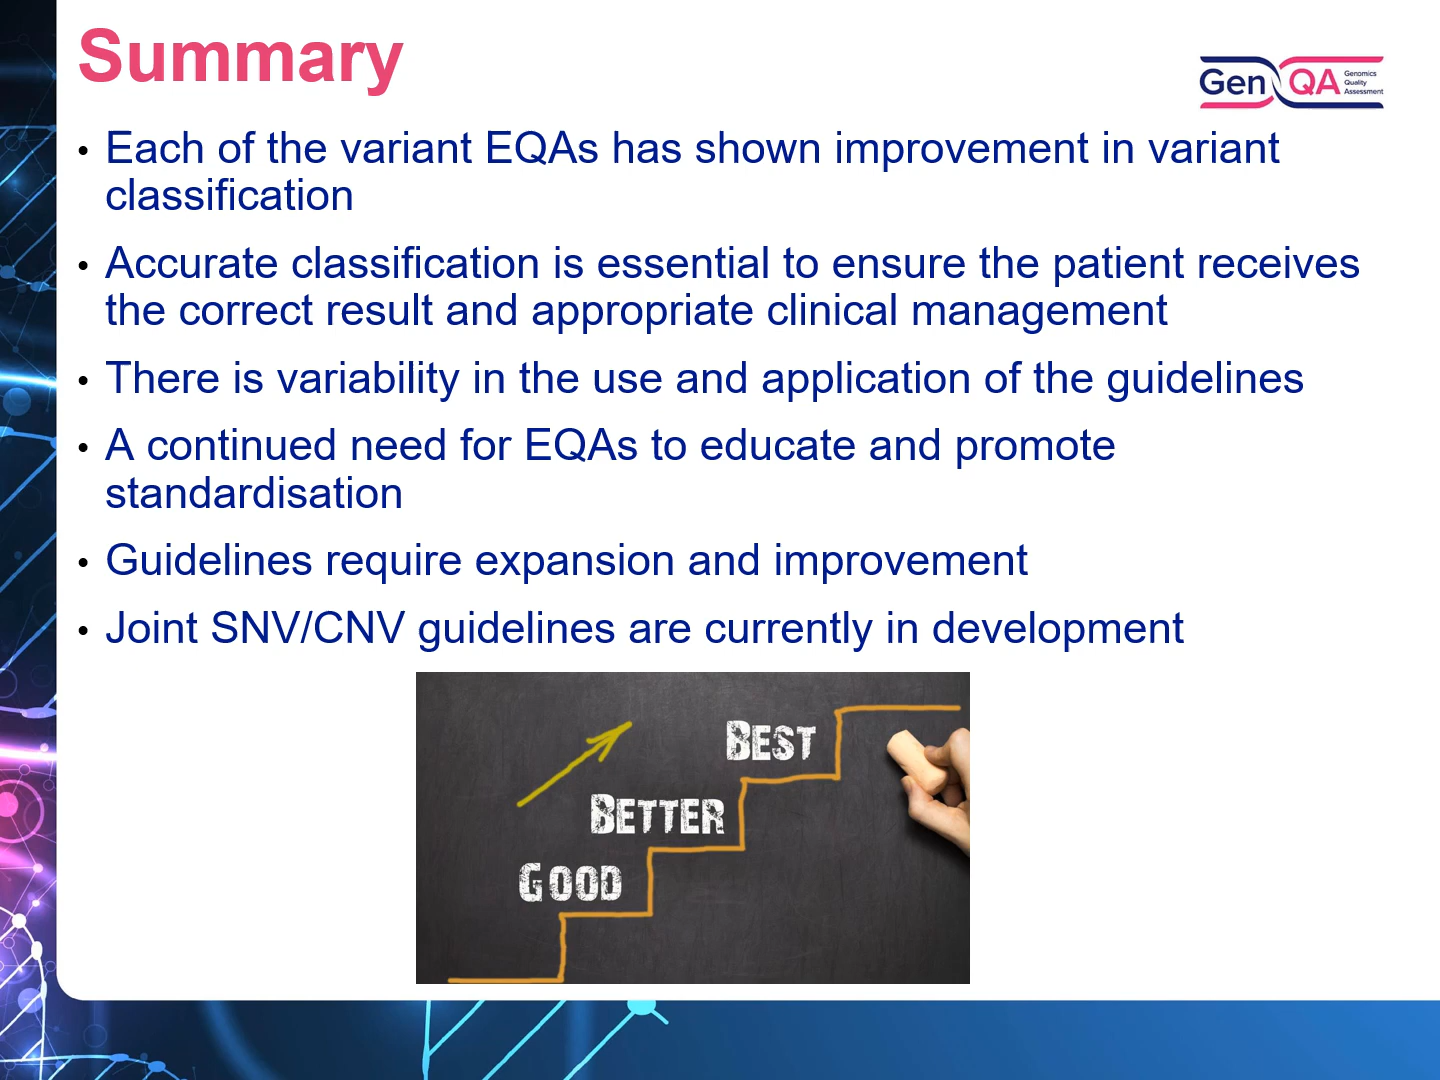 Summary
Gen QA Genomics
Quality
Assessment
• Each of the variant EQAs has shown improvement in variant
classification
• Accurate classification is essential to ensure the patient receives
the correct result and appropriate clinical management
• There is variability in the use and application of the guidelines
• A continued need for EQAs to educate and promote
standardisation
• Guidelines require expansion and improvement
• Joint SNV/CNV guidelines are currently in development
BEST
BETTER
GOOD